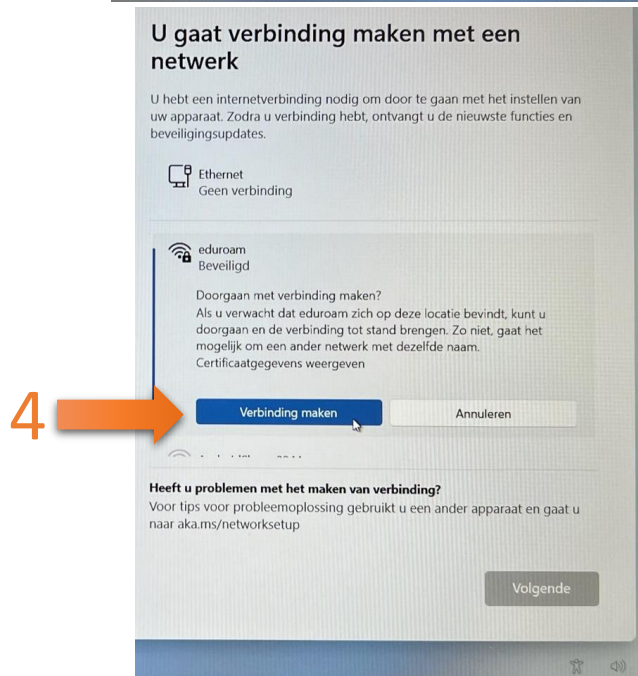 U gaat verbinding maken met een
netwerk
U hebt een internetverbinding nodig om door te gaan met het instellen van
uw apparaat. Zodra u verbinding hebt, ontvangt u de nieuwste functies en
beveiligingsupdates.
Ethernet
Geen verbinding
eduroam
Beveiligd
Doorgaan met verbinding maken?
Als u verwacht dat eduroam zich op deze locatie bevindt, kunt u
doorgaan en de verbinding tot stand brengen. Zo niet, gaat het
mogelijk om een ander netwerk met dezelfde naam.
Certificaatgegevens weergeven
4
Verbinding maken
Annuleren
Heeft u problemen met het maken van verbinding?
Voor tips voor probleemoplossing gebruikt u een ander apparaat en gaat u
naar aka.ms/networksetup
Volgende